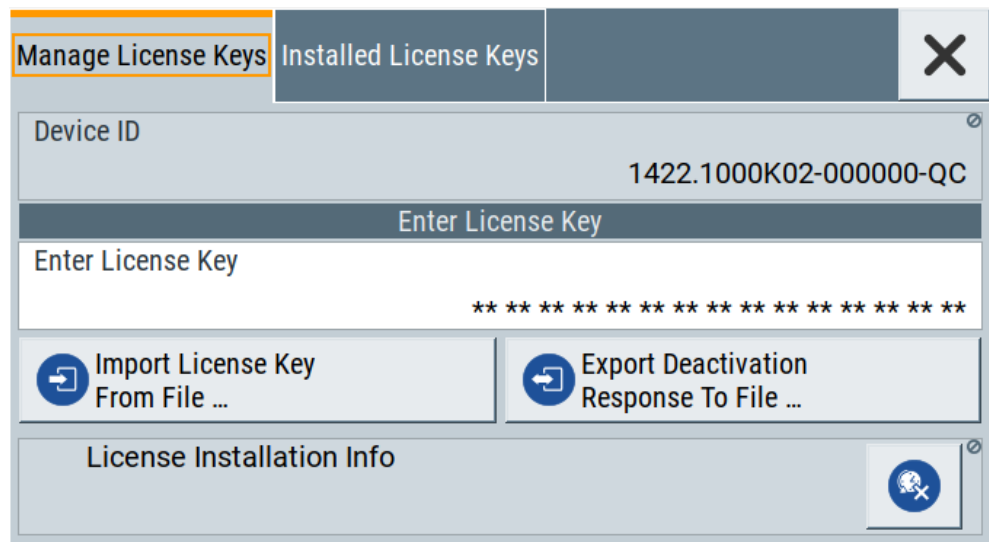 Manage License Keys
Installed License Keys
Device ID
1422.1000K02-000000-QC
Enter License Key
Enter License Key
** ** ** ** ** ** ** ** ** ** ** ** ** ** **
Import License Key
From File ...
Export Deactivation
Response To File ...
License Installation Info